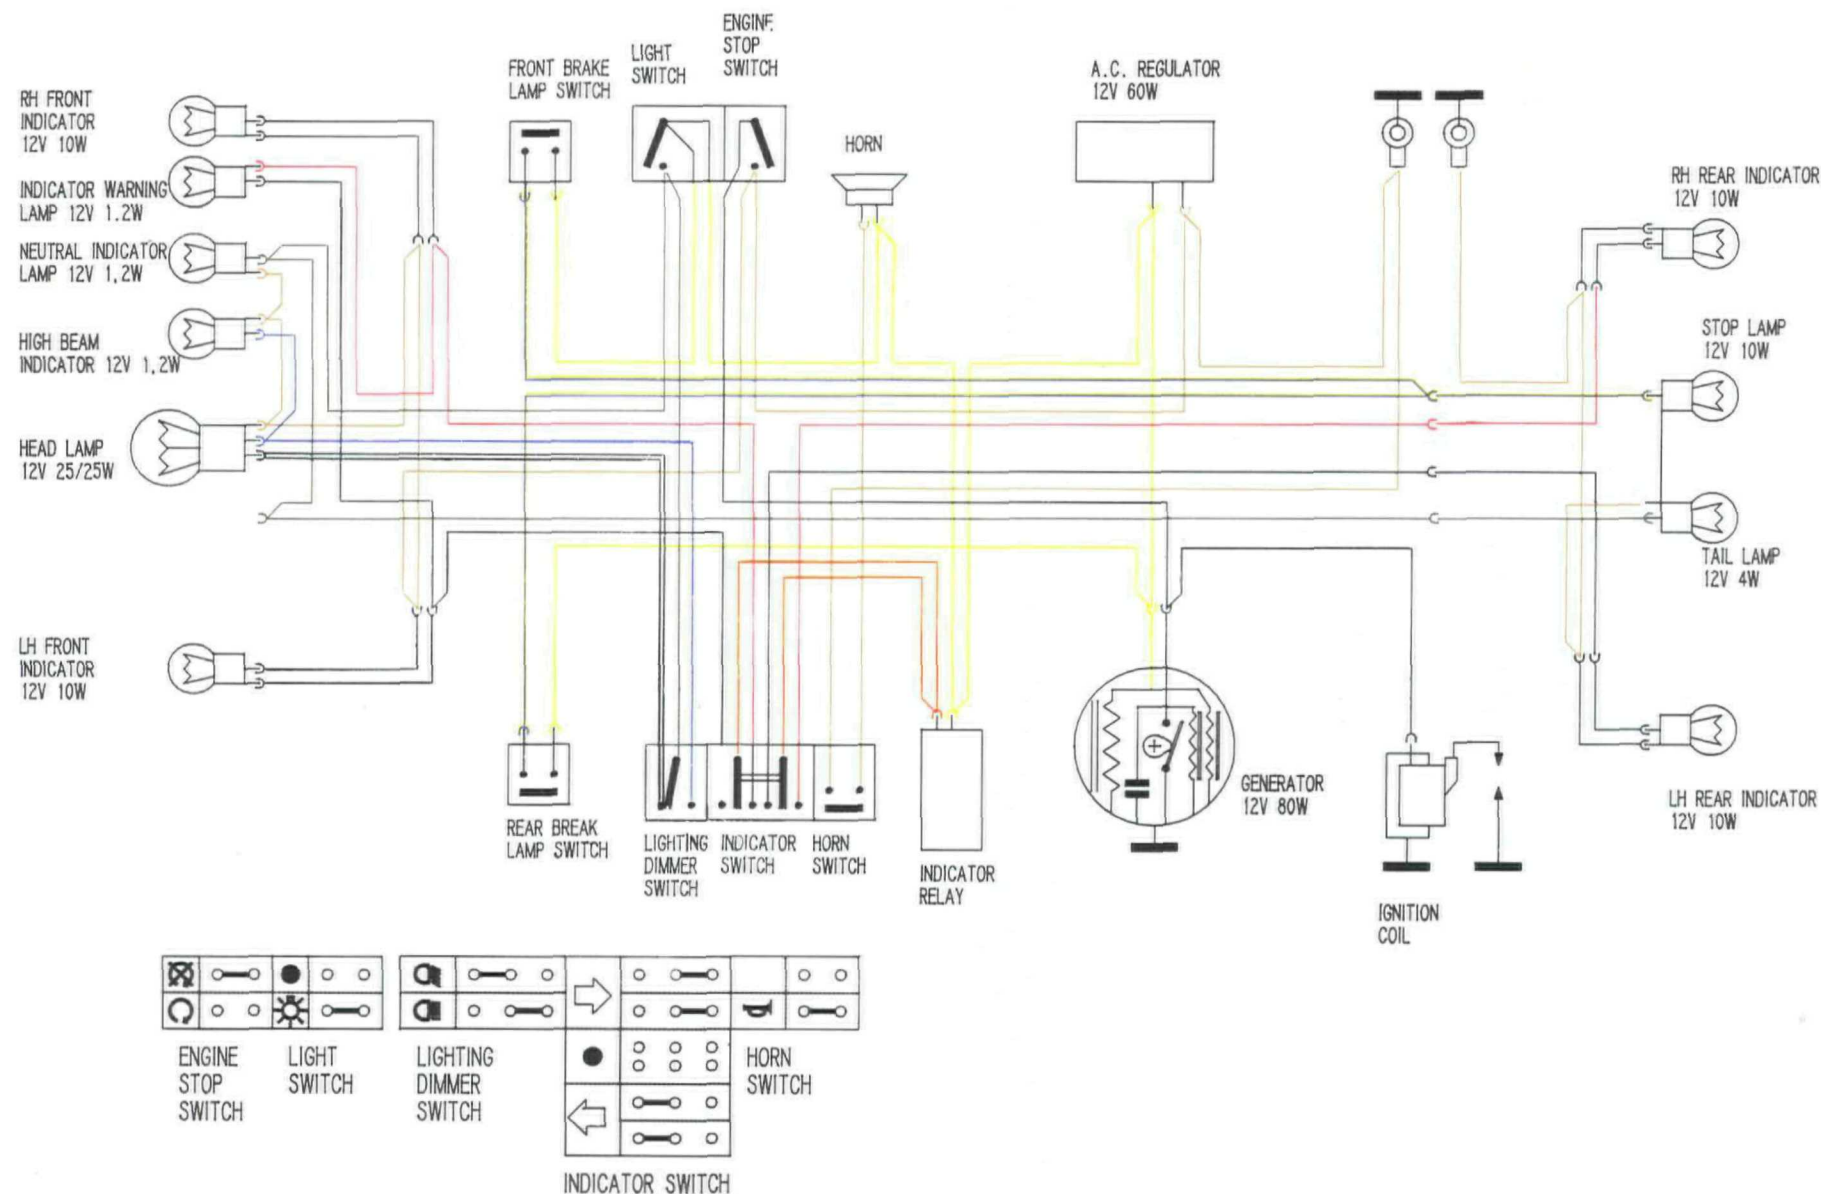 ENGINE
STOP
SWITCH
LIGHT
SWITCH
FRONT BRAKE
LAMP SWITCH
A.C. REGULATOR
12V 60W
HORN
RH FRONT
INDICATOR
12V 10W
INDICATOR WARNING
LAMP 12V 1.2W
NEUTRAL INDICATOR
LAMP 12V 1,2W
HIGH BEAM
INDICATOR 12V 1,2W
HEAD LAMP
12V 25/25W
LH FRONT
INDICATOR
12V 10W
RH REAR INDICATOR
12V 10W
STOP LAMP
12V 10W
TAIL LAMP
12V 4W
LH REAR INDICATOR
12V 10W
GENERATOR
12V 80W
REAR BREAK
LAMP SWITCH
LIGHTING
DIMMER
SWITCH
INDICATOR
SWITCH
HORN
SWITCH
INDICATOR
RELAY
IGNITION
COIL
ENGINE
STOP
SWITCH
LIGHT
SWITCH
LIGHTING
DIMMER
SWITCH
HORN
SWITCH
INDICATOR SWITCH